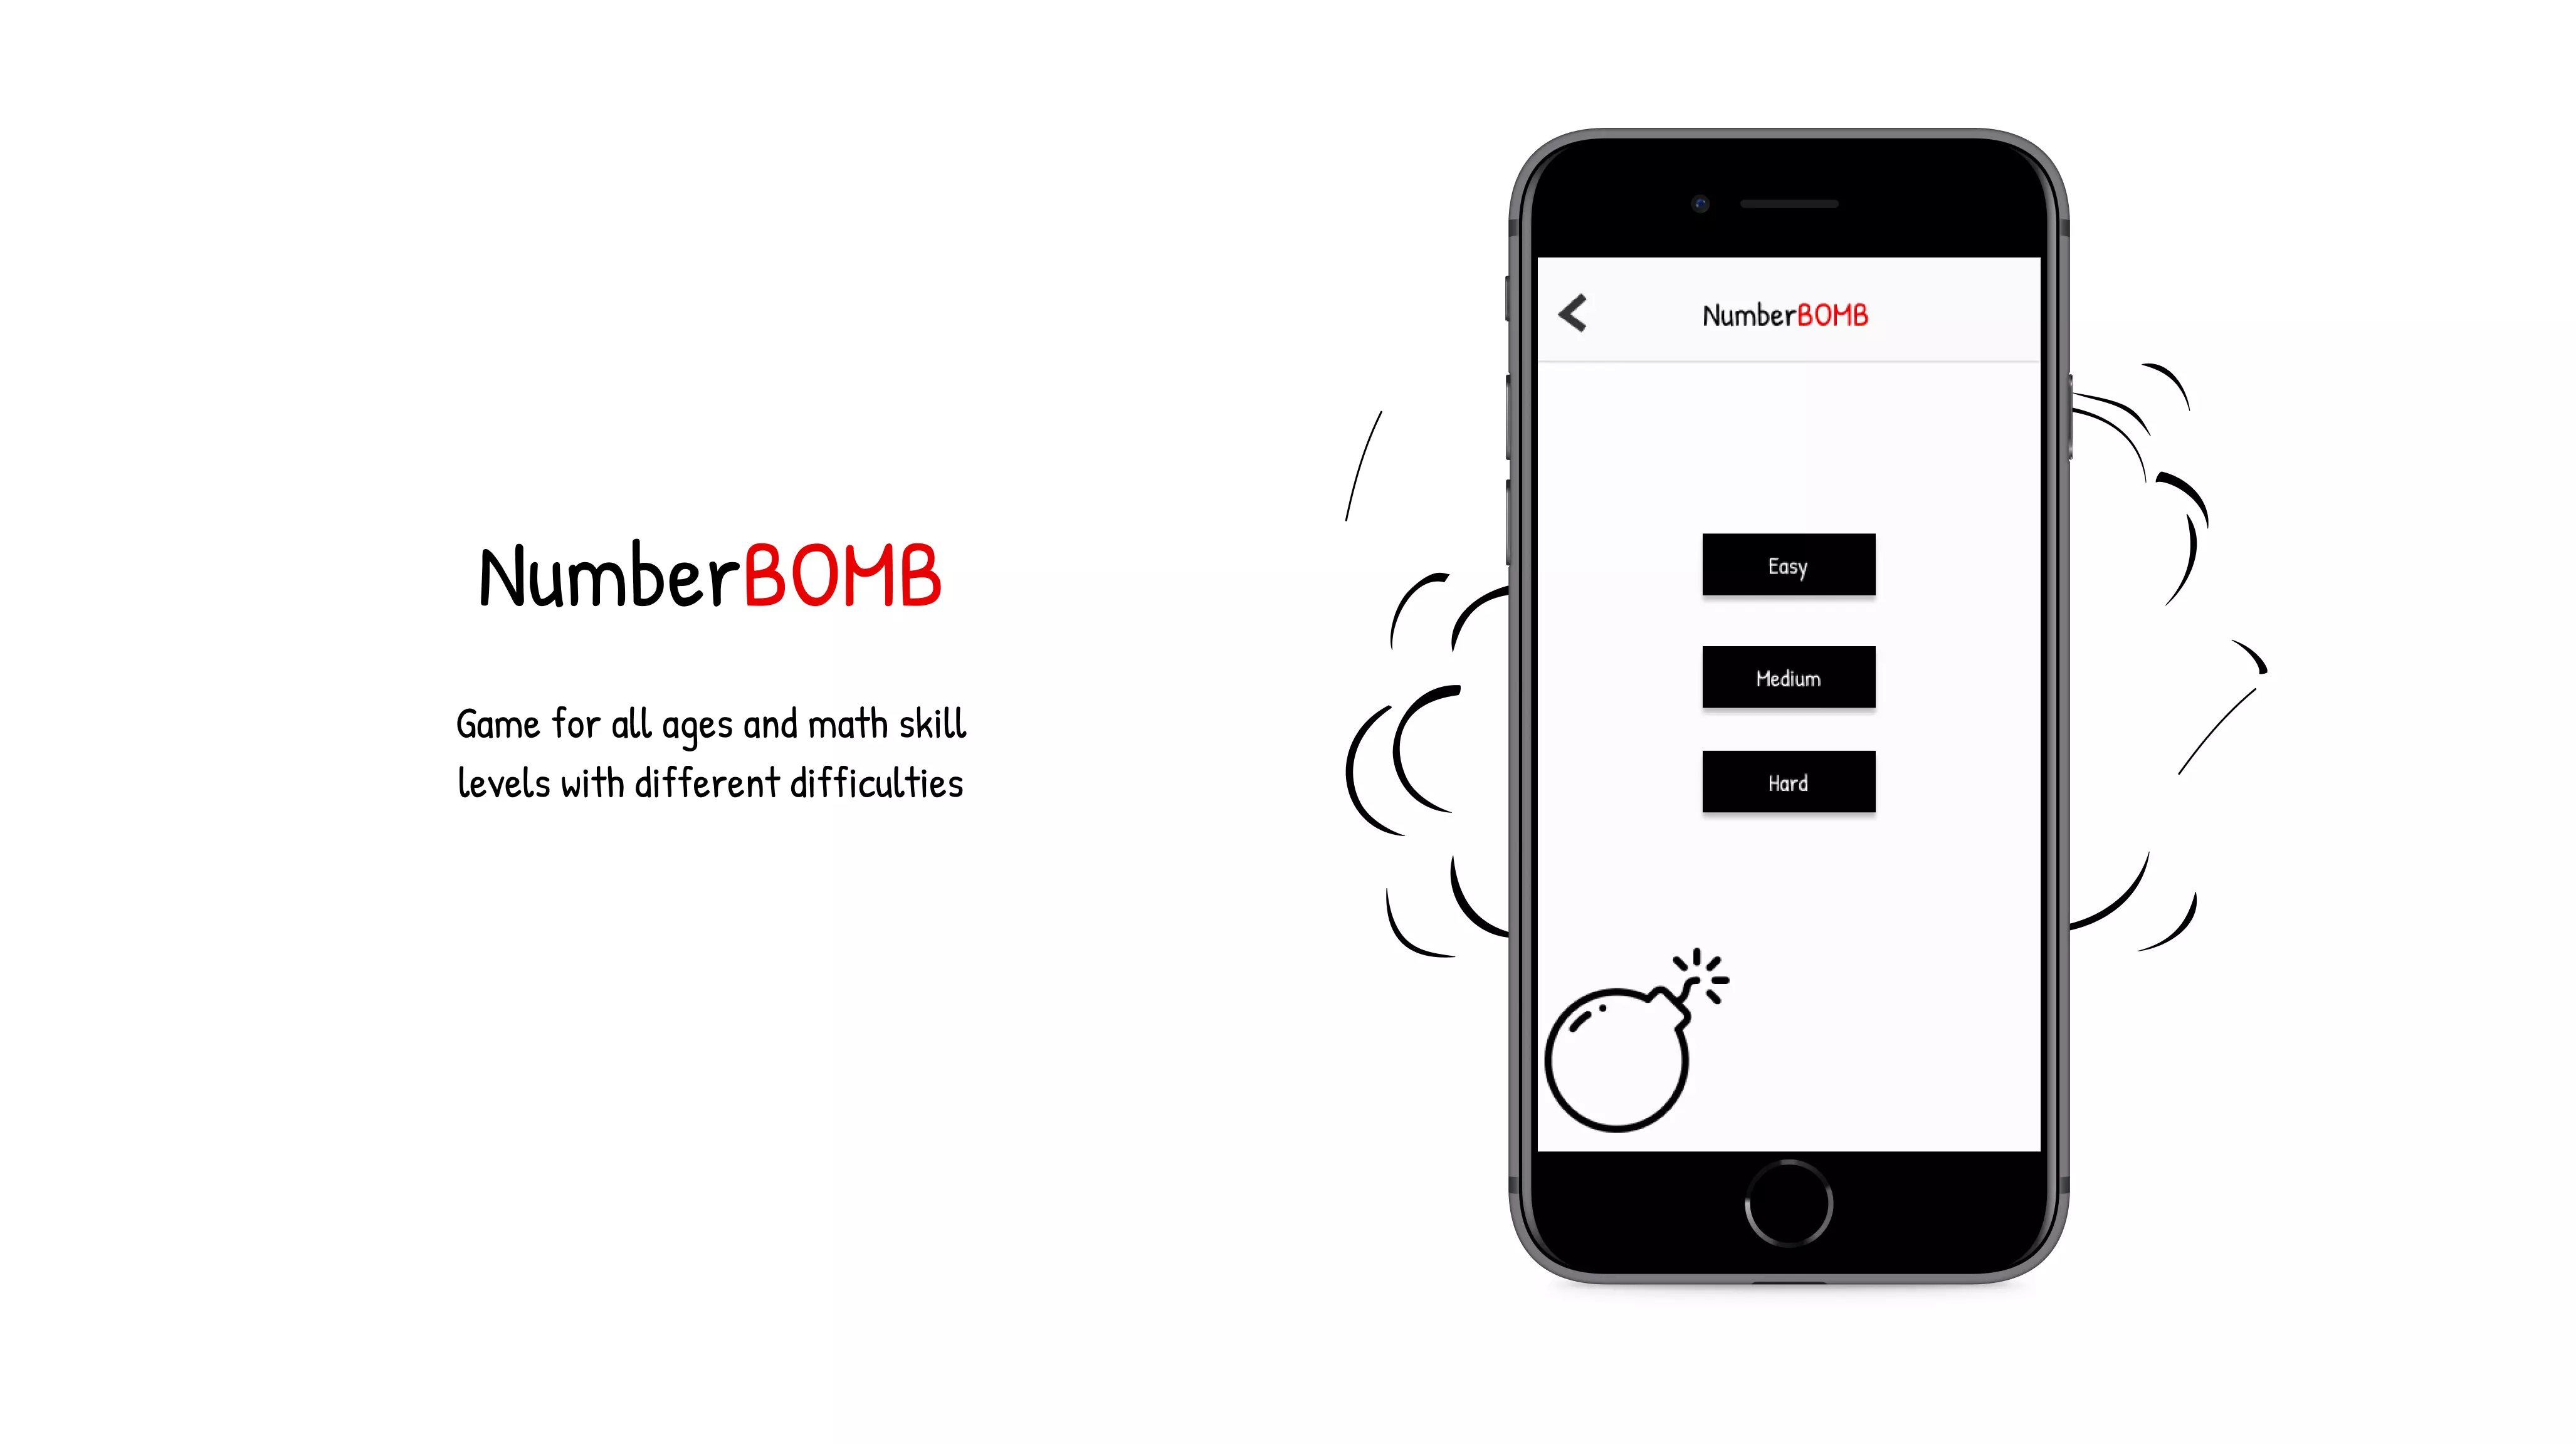 NumberBOMB
Game for all ages and math skill
levels with different difficulties
NumberBOMB
Easy
Medium
Hard